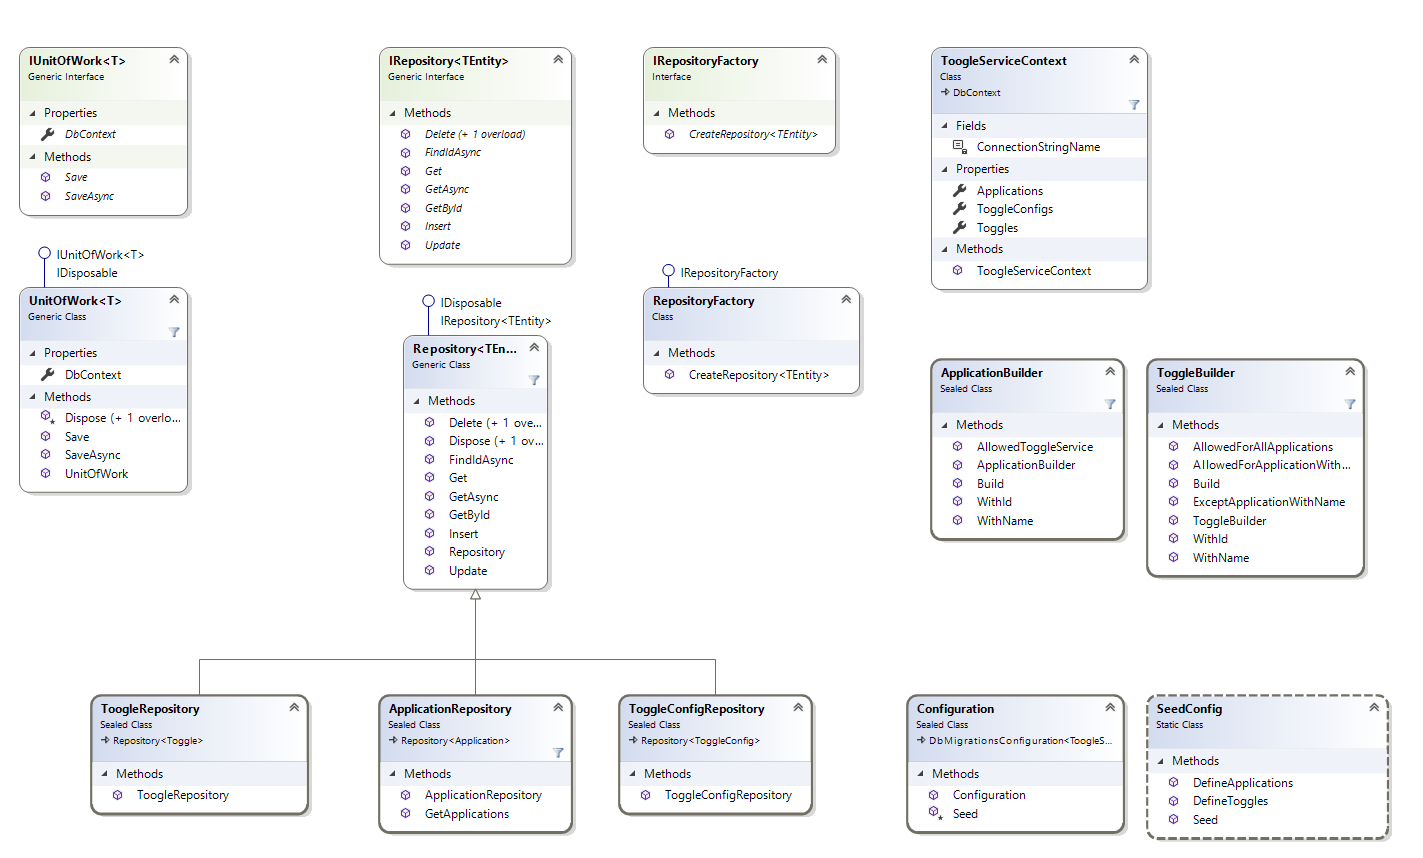 IUnitOfWork<T>
Generic Interface
Properties
DbContext
Methods
Save
SaveAsync
IRepository<TEntity>
Generic Interface
Methods
Delete (+ 1 overload)
FindIdAsync
Get
GetAsync
GetById
Insert
Update
IRepositoryFactory
Interface
Methods
CreateRepository<TEntity>
ToogleServiceContext
Class
DbContext
Fields
ConnectionStringName
Properties
Applications
ToggleConfigs
Toggles
Methods
ToogleServiceContext
IUnitOfWork<T>
IDisposable
UnitOfWork<T>
Generic Class
Properties
DbContext
Methods
Dispose (+ 1 overlo...
Save
SaveAsync
UnitOfWork
IDisposable
IRepository<TEntity>
Repository<TEn...
Generic Class
Methods
Delete (+ 1 ove...
Dispose (+ 1 ov...
FindIdAsync
Get
GetAsync
GetById
Insert
Repository
Update
IRepositoryFactory
RepositoryFactory
Class
Methods
CreateRepository<TEntity>
ApplicationBuilder
Sealed Class
Methods
AllowedToggleService
ApplicationBuilder
Build
WithId
WithName
ToggleBuilder
Sealed Class
Methods
AllowedForAllApplications
AllowedForApplicationWith...
Build
ExceptApplicationWithName
ToggleBuilder
WithId
WithName
ToogleRepository
Sealed Class
Repository<Toggle>
Methods
ToogleRepository
ApplicationRepository
Sealed Class
Repository<Application>
Methods
ApplicationRepository
GetApplications
ToggleConfigRepository
Sealed Class
Repository<ToggleConfig>
Methods
ToggleConfigRepository
Configuration
Sealed Class
DbMigrationsConfiguration<ToogleS...
Methods
Configuration
Seed
SeedConfig
Static Class
Methods
DefineApplications
DefineToggles
Seed